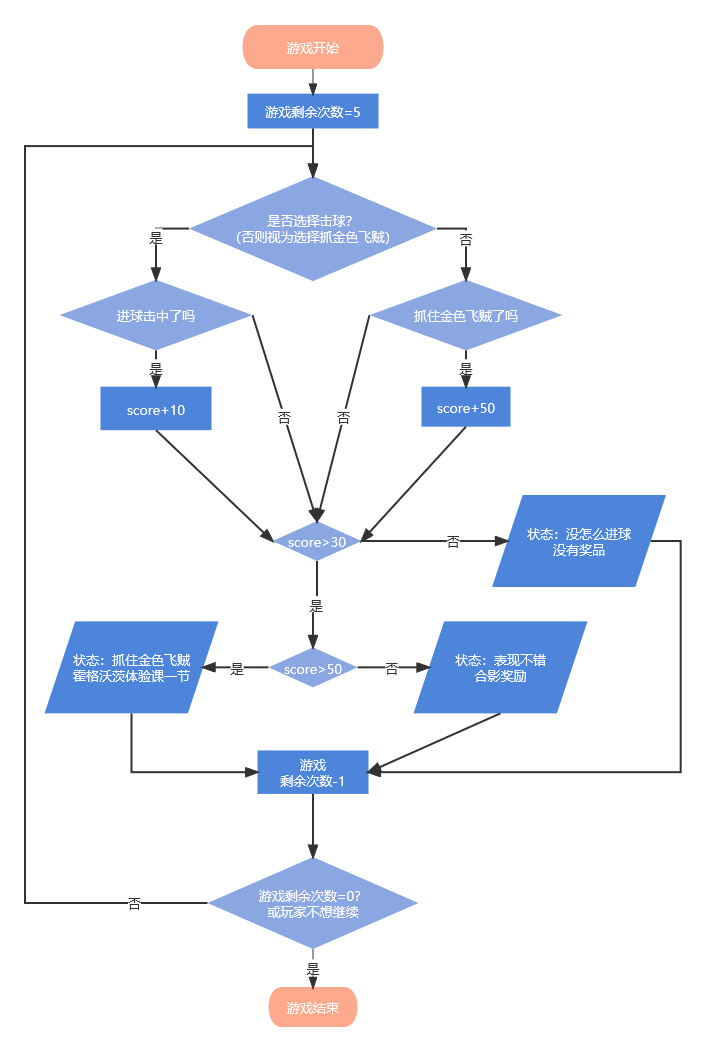 游戏开始
游戏剩余次数=5
是否选择击球？
（否则视为选择抓金色飞贼）
是
否
进球击中了吗
抓住金色飞贼了吗
是
是
score+10
score+50
否
否
score>30
否
状态：没怎么进球
没有奖品
是
状态：抓住金色飞贼
霍格沃茨体验课一节
是
score>50
否
状态：表现不错
合影奖励
游戏
剩余次数-1
游戏剩余次数=0？
或玩家不想继续
否
是
游戏结束